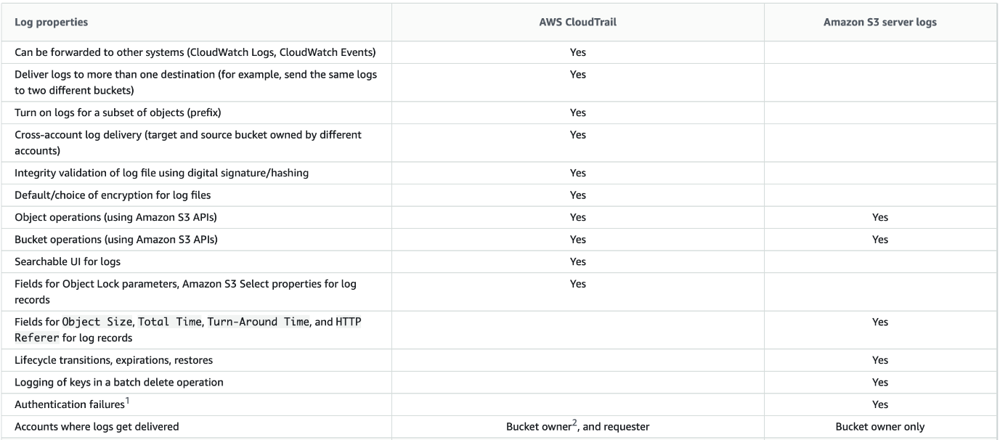 Log properties AWS CloudTrail Amazon S3 server logs
Can be forwarded to other systems (CloudWatch Logs, CloudWatch Events) Yes
Deliver logs to more than one destination (for example, send the same logs Yes
to two different buckets)
Turn on logs for a subset of objects (prefix) Yes
Cross-account log delivery (target and source bucket owned by different Yes
accounts)
Integrity validation of log file using digital signature/hashing Yes
Default/choice of encryption for log files Yes
Object operations (using Amazon S3 APIs) Yes Yes
Bucket operations (using Amazon S3 APIs) Yes Yes
Searchable UI for logs Yes
Fields for Object Lock parameters, Amazon S3 Select properties for log Yes
records
Fields for Object Size, Total Time, Turn-Around Time, and HTTP Yes
Referer for log records
Lifecycle transitions, expirations, restores Yes
Logging of keys in a batch delete operation Yes
Authentication failures1 Yes
Accounts where logs get delivered Bucket owner2, and requester Bucket owner only